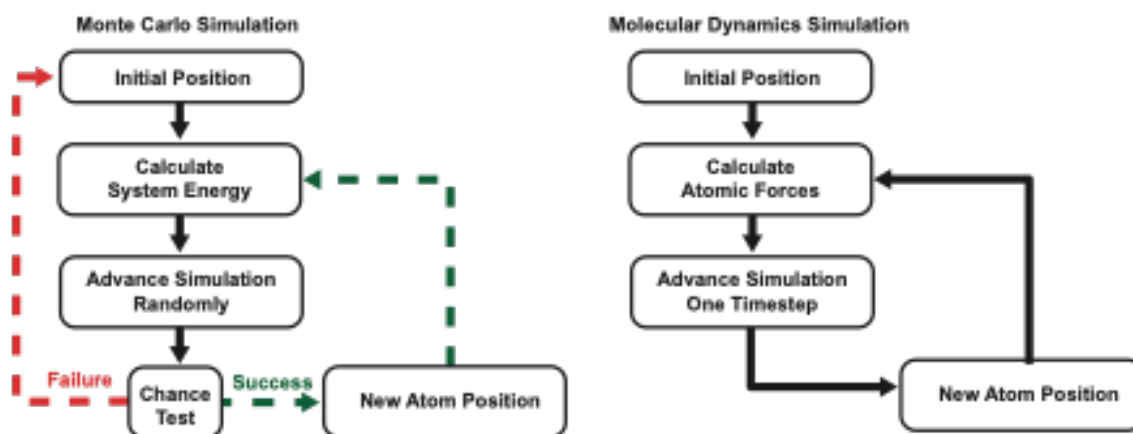 Monte Carlo Simulation
Initial Position
Calculate
System Energy
Advance Simulation
Randomly
Failure
Chance
Test
Success
New Atom Position
Molecular Dynamics Simulation
Initial Position
Calculate
Atomic Forces
Advance Simulation
One Timestep
New Atom Position